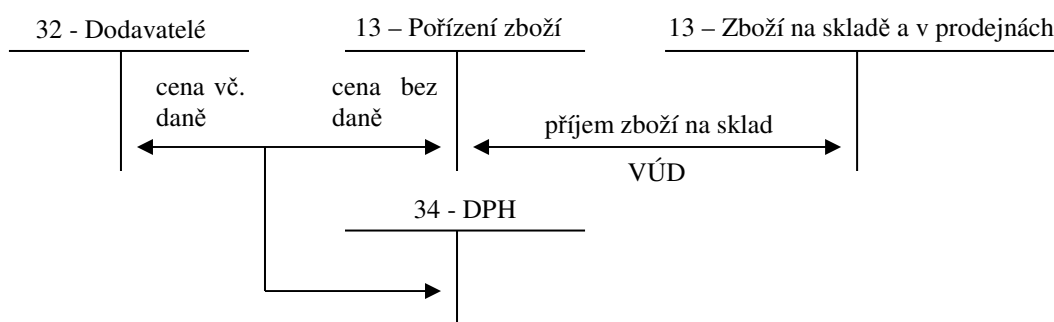 32 - Dodavatelé
13 – Pořízení zboží
13 – Zboží na skladě a v prodejnách
cena vč.
daně
cena bez
daně
příjem zboží na sklad
VÚD
34 - DPH